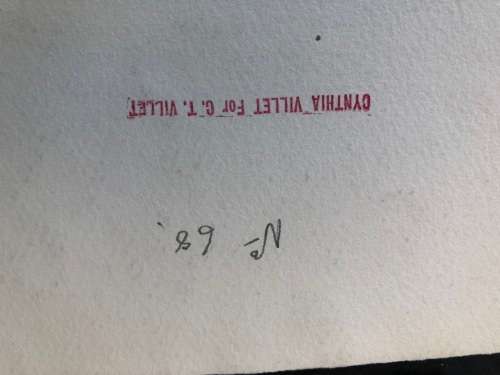 Nº 68
CYNTHIA VILLET For C. T. VILLET